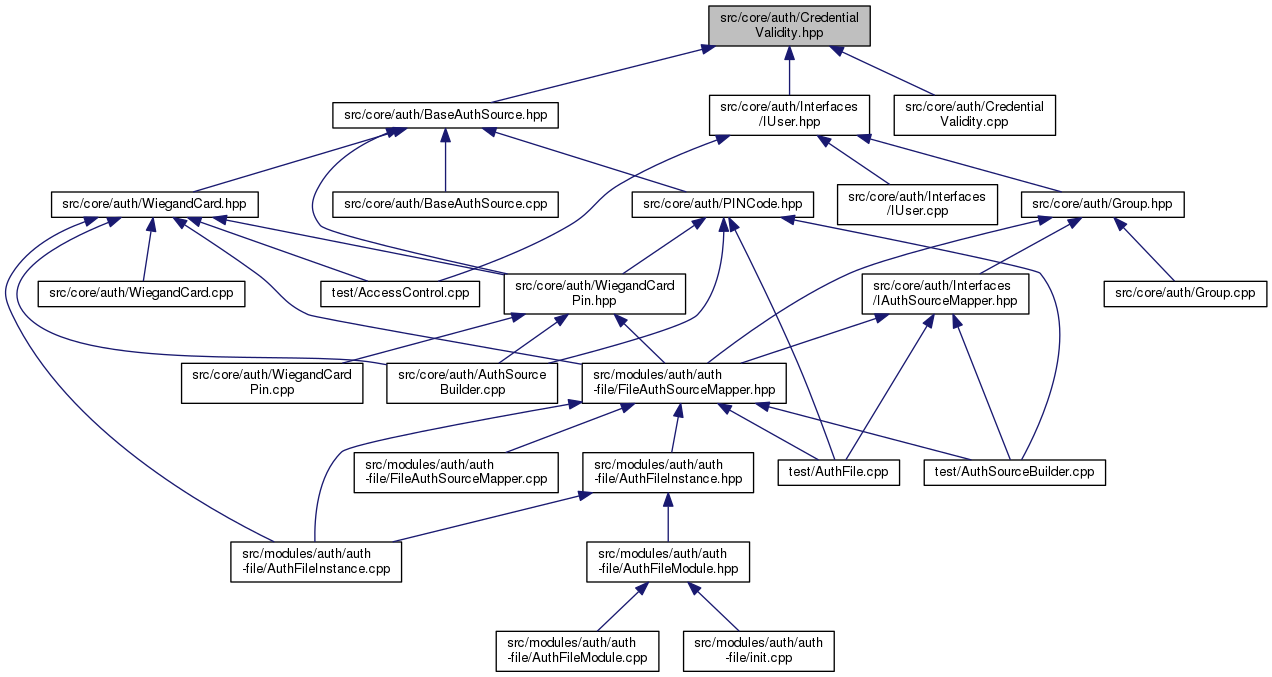 src/core/auth/Credential
Validity.hpp
src/core/auth/BaseAuthSource.hpp
src/core/auth/Interfaces
/IUser.hpp
src/core/auth/Credential
Validity.cpp
src/core/auth/WiegandCard.hpp
src/core/auth/BaseAuthSource.cpp
src/core/auth/PINCode.hpp
src/core/auth/Interfaces
/IUser.cpp
src/core/auth/Group.hpp
src/core/auth/WiegandCard.cpp
test/AccessControl.cpp
src/core/auth/WiegandCard
Pin.hpp
src/core/auth/Interfaces
/IAuthSourceMapper.hpp
src/core/auth/Group.cpp
src/core/auth/WiegandCard
Pin.cpp
src/core/auth/AuthSource
Builder.cpp
src/modules/auth/auth
-file/FileAuthSourceMapper.hpp
src/modules/auth/auth
-file/FileAuthSourceMapper.cpp
src/modules/auth/auth
-file/AuthFileInstance.hpp
test/AuthFile.cpp
test/AuthSourceBuilder.cpp
src/modules/auth/auth
-file/AuthFileInstance.cpp
src/modules/auth/auth
-file/AuthFileModule.hpp
src/modules/auth/auth
-file/AuthFileModule.cpp
src/modules/auth/auth
-file/init.cpp